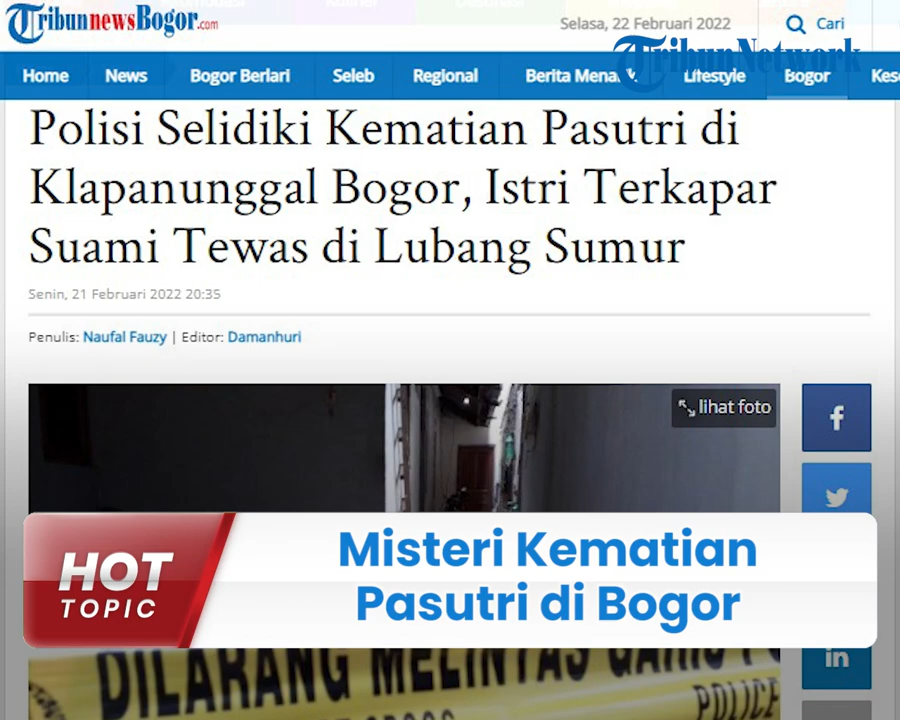 TribunnewsBogor.com
Selasa, 22 Februari 2022
Cari
TribunNetwork
Home News Bogor Berlari Seleb Regional Berita Lifestyle Bogor
Polisi Selidiki Kematian Pasutri di
Klapanunggal Bogor, Istri Terkapar
Suami Tewas di Lubang Sumur
Senin, 21 Februari 2022 20:35
Penulis: Naufal Fauzy | Editor: Damanhuri
lihat foto
f
HOT
TOPIC
Misteri Kematian
Pasutri di Bogor
in
DILARANG MELINTAS
POLICE